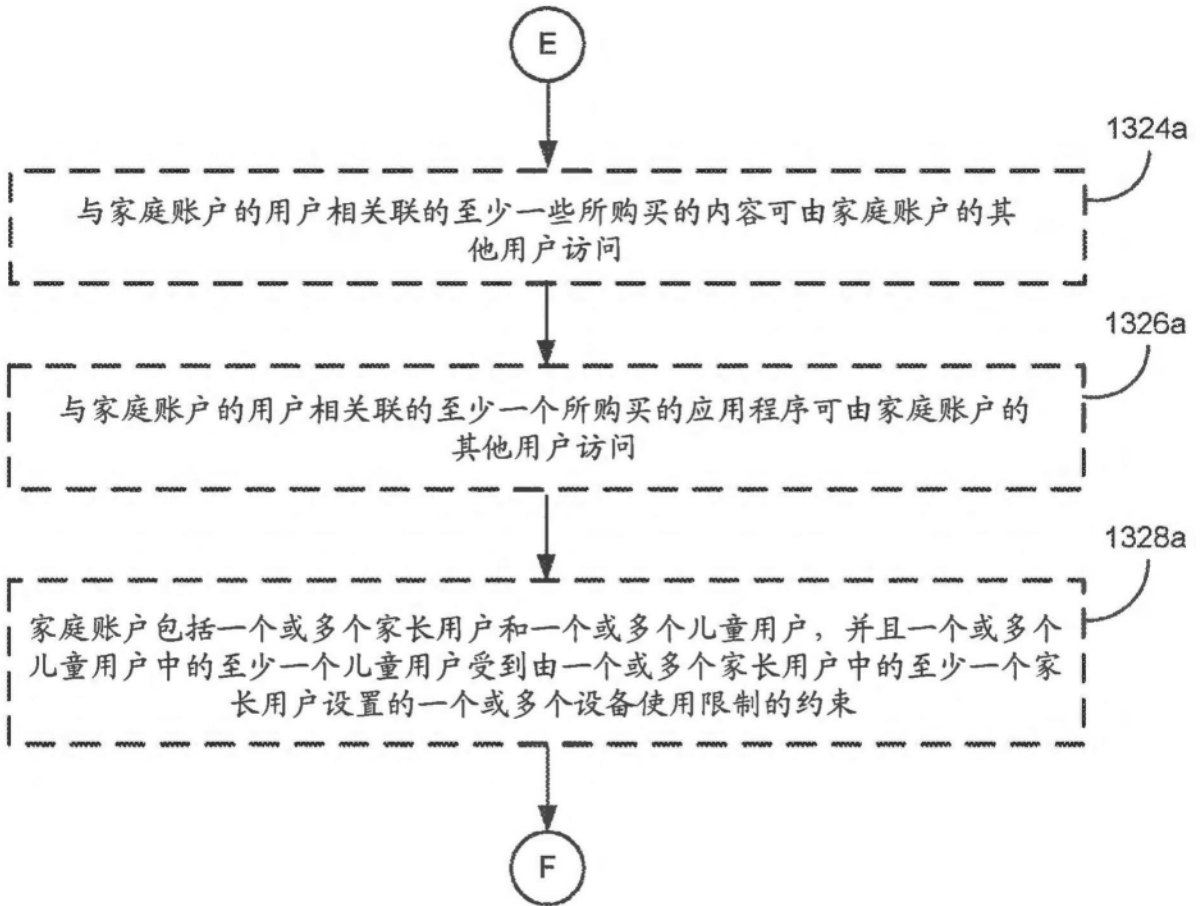 E
1324a
与家庭账户的用户相关联的至少一些所购买的内容可由家庭账户的其
他用户访问
1326a
与家庭账户的用户相关联的至少一个所购买的应用程序可由家庭账户的
其他用户访问
1328a
家庭账户包括一个或多个家长用户和一个或多个儿童用户，并且一个或多个
儿童用户中的至少一个儿童用户受到由一个或多个家长用户中的至少一个家
长用户设置的一个或多个设备使用限制的约束
F